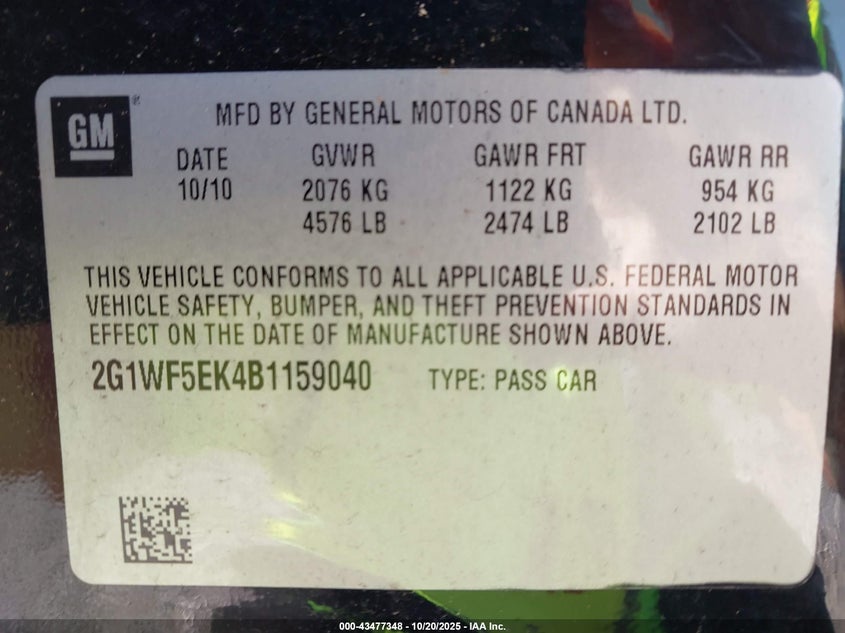 GM
®
MFD BY GENERAL MOTORS OF CANADA LTD.
DATE GVWR GAWR FRT GAWR RR
10/10 2076 KG 1122 KG 954 KG
4576 LB 2474 LB 2102 LB
THIS VEHICLE CONFORMS TO ALL APPLICABLE U.S. FEDERAL MOTOR
VEHICLE SAFETY, BUMPER, AND THEFT PREVENTION STANDARDS IN
EFFECT ON THE DATE OF MANUFACTURE SHOWN ABOVE.
2G1WF5EK4B1159040 TYPE: PASS CAR
000-43477348 - 10/20/2025 - IAA Inc.